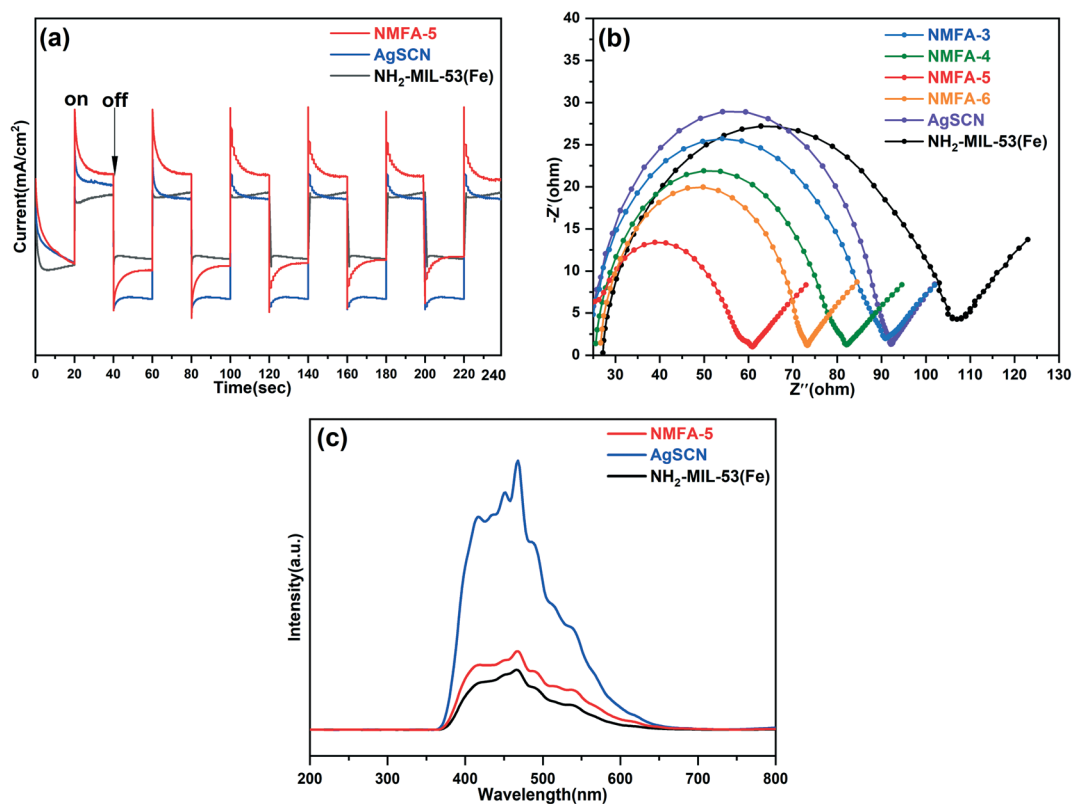 (a)
NMFA-5
AgSCN
NH₂-MIL-53(Fe)
on off
Current(mA/cm²)
0 20 40 60 80 100 120 140 160 180 200 220 240
Time(sec)
(b)
NMFA-3
NMFA-4
NMFA-5
NMFA-6
AgSCN
NH₂-MIL-53(Fe)
-40
35
30
25
20
15
10
5
0
-Z′(ohm)
30 40 50 60 70 80 90 100 110 120 130
Z′′(ohm)
(c)
NMFA-5
AgSCN
NH₂-MIL-53(Fe)
Intensity(a.u.)
200 300 400 500 600 700 800
Wavelength(nm)